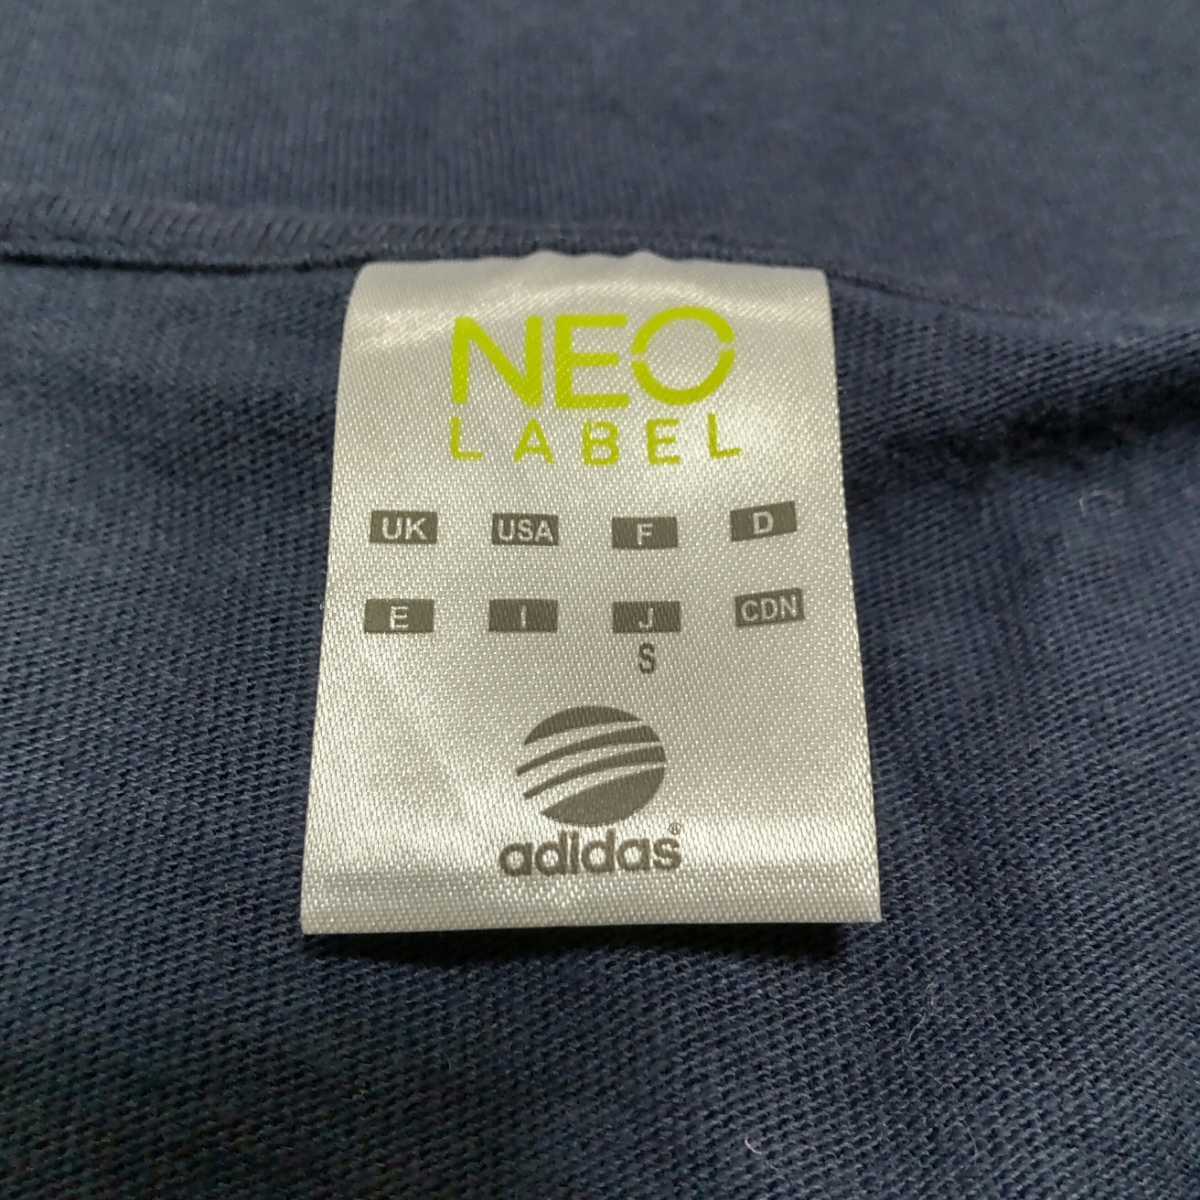 NEO
LABEL
UK USA F D
E I J CDN
S
adidas®